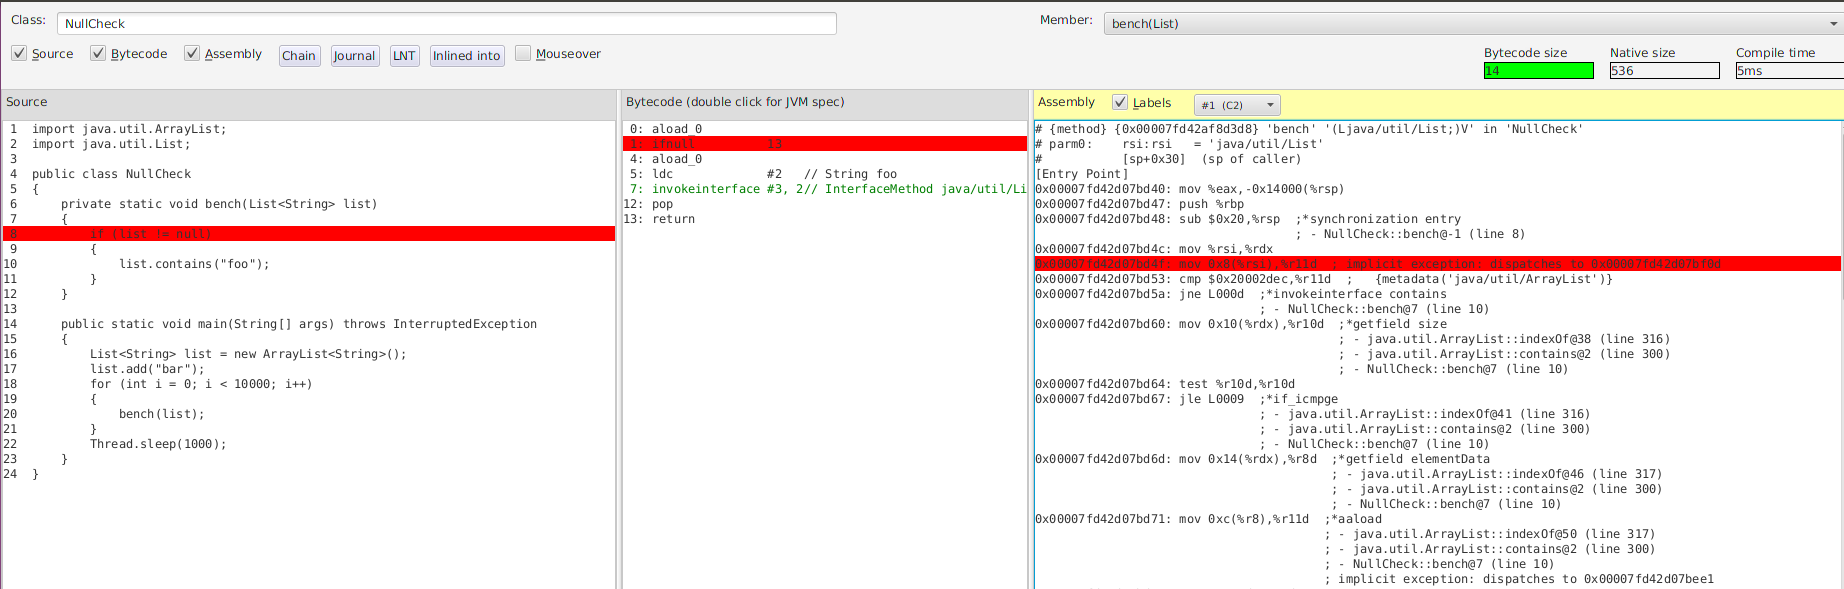 Class: NullCheck
Member: bench(List)
Source Bytecode Assembly Chain Journal LNT Inlined into Mouseover
Bytecode size Native size Compile time
14 536 5ms
Source
1 import java.util.ArrayList;
2 import java.util.List;
3
4 public class NullCheck
5 {
6 private static void bench(List<String> list)
7 {
8 if (list != null)
9 {
10 list.contains("foo");
11 }
12 }
13
14 public static void main(String[] args) throws InterruptedException
15 {
16 List<String> list = new ArrayList<String>();
17 list.add("bar");
18 for (int i = 0; i < 10000; i++)
19 {
20 bench(list);
21 }
22 Thread.sleep(1000);
23 }
24 }
Bytecode (double click for JVM spec)
0: aload_0
1: ifnull 13
4: aload_0
5: ldc #2 // String foo
7: invokeinterface #3, 2// InterfaceMethod java/util/Li
12: pop
13: return
Assembly Labels #1 (C2)
# {method} {0x00007fd42af8d3d8} 'bench' '(Ljava/util/List;)V' in 'NullCheck'
# parm0: rsi:rsi = 'java/util/List'
# [sp+0x30] (sp of caller)
[Entry Point]
0x00007fd42d07bd40: mov %eax,-0x14000(%rsp)
0x00007fd42d07bd47: push %rbp
0x00007fd42d07bd48: sub $0x20,%rsp ;*synchronization entry
; - NullCheck::bench@-1 (line 8)
0x00007fd42d07bd4c: mov %rsi,%rdx
0x00007fd42d07bd4f: mov 0x8(%rsi),%r11d ; implicit exception: dispatches to 0x00007fd42d07bf0d
0x00007fd42d07bd53: cmp $0x20002dec,%r11d ; {metadata('java/util/ArrayList')}
0x00007fd42d07bd5a: jne L000d ;*invokeinterface contains
; - NullCheck::bench@7 (line 10)
0x00007fd42d07bd60: mov 0x10(%rdx),%r10d ;*getfield size
; - java.util.ArrayList::indexOf@38 (line 316)
; - java.util.ArrayList::contains@2 (line 300)
; - NullCheck::bench@7 (line 10)
0x00007fd42d07bd64: test %r10d,%r10d
0x00007fd42d07bd67: jle L0009 ;*if_icmpge
; - java.util.ArrayList::indexOf@41 (line 316)
; - java.util.ArrayList::contains@2 (line 300)
; - NullCheck::bench@7 (line 10)
0x00007fd42d07bd6d: mov 0x14(%rdx),%r8d ;*getfield elementData
; - java.util.ArrayList::indexOf@46 (line 317)
; - java.util.ArrayList::contains@2 (line 300)
; - NullCheck::bench@7 (line 10)
0x00007fd42d07bd71: mov 0xc(%r8),%r11d ;*aaload
; - java.util.ArrayList::indexOf@50 (line 317)
; - java.util.ArrayList::contains@2 (line 300)
; - NullCheck::bench@7 (line 10)
; implicit exception: dispatches to 0x00007fd42d07bee1